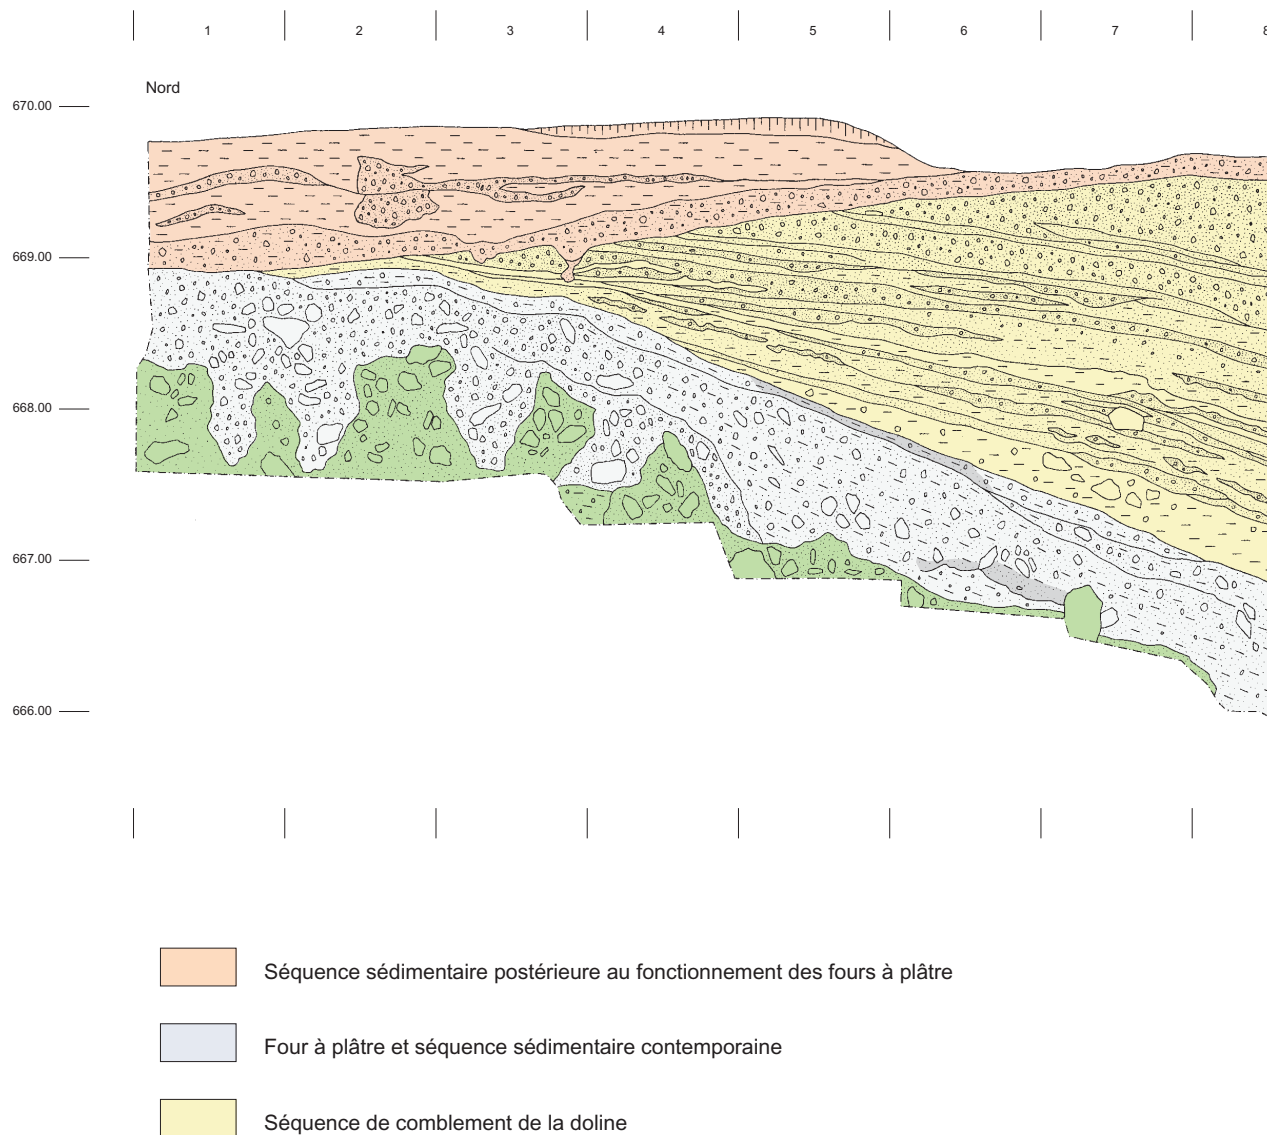 1 2 3 4 5 6 7 8
Nord
670.00
669.00
668.00
667.00
666.00
Séquence sédimentaire postérieure au fonctionnement des fours à plâtre
Four à plâtre et séquence sédimentaire contemporaine
Séquence de comblement de la doline